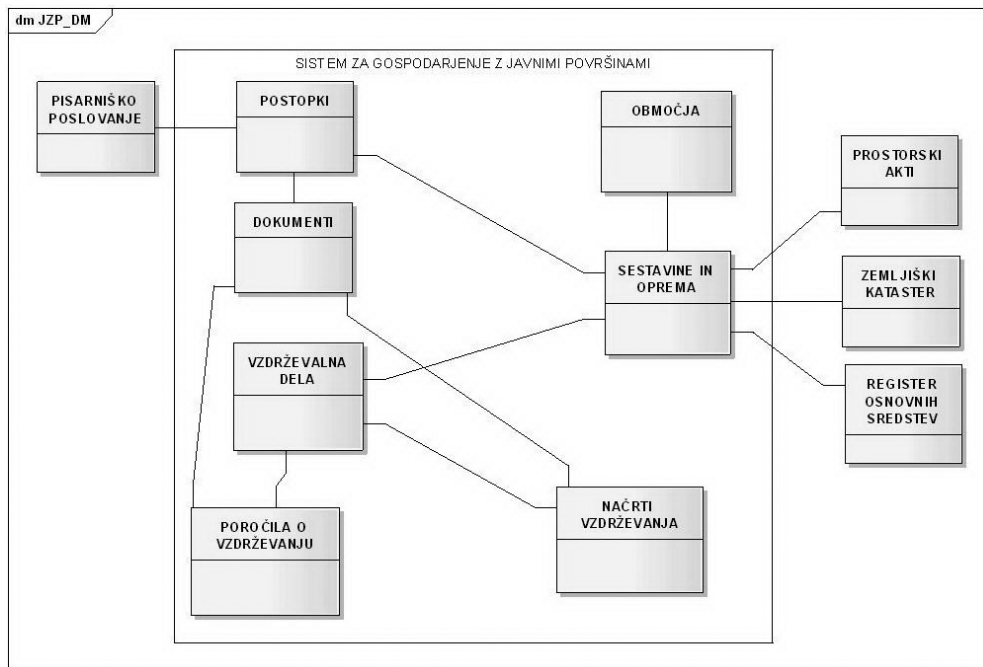 dm JZP_DM
SISTEM ZA GOSPODARJENJE Z JAVNIMI POVRŠINAMI
PISARNIŠKO
POSLOVANJE
POSTOPKI
OBMOČJA
PROSTORSKI
AKTI
DOKUMENTI
SESTAVINE IN
OPREMA
ZEMLJIŠKI
KATASTER
VZDRŽEVALNA
DELA
REGISTER
OSNOVNIH
SREDSTEV
POROČILA O
VZDRŽEVANJU
NAČRTI
VZDRŽEVANJA